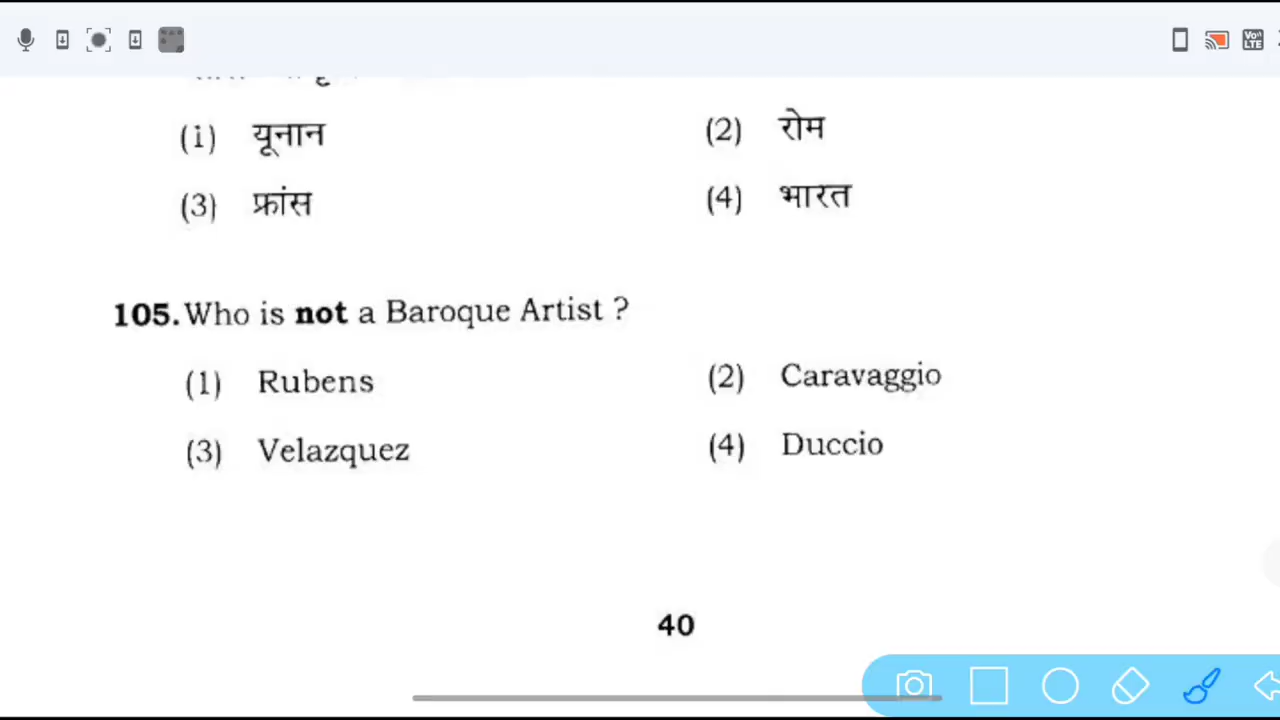 (1) यूनान (2) रोम
(3) फ्रांस (4) भारत
105. Who is not a Baroque Artist ?
(1) Rubens (2) Caravaggio
(3) Velazquez (4) Duccio
40